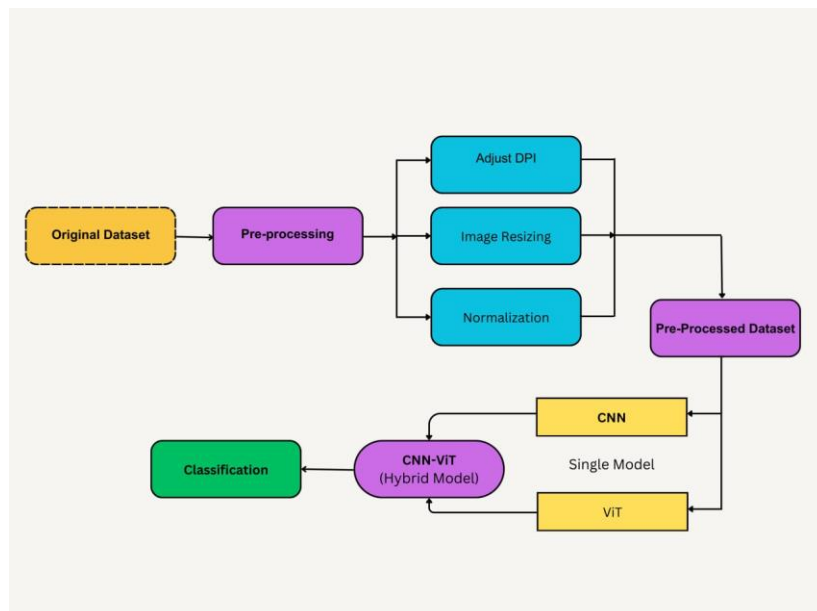 Original Dataset
Pre-processing
Adjust DPI
Image Resizing
Normalization
Pre-Processed Dataset
CNN
Single Model
ViT
CNN-ViT
(Hybrid Model)
Classification